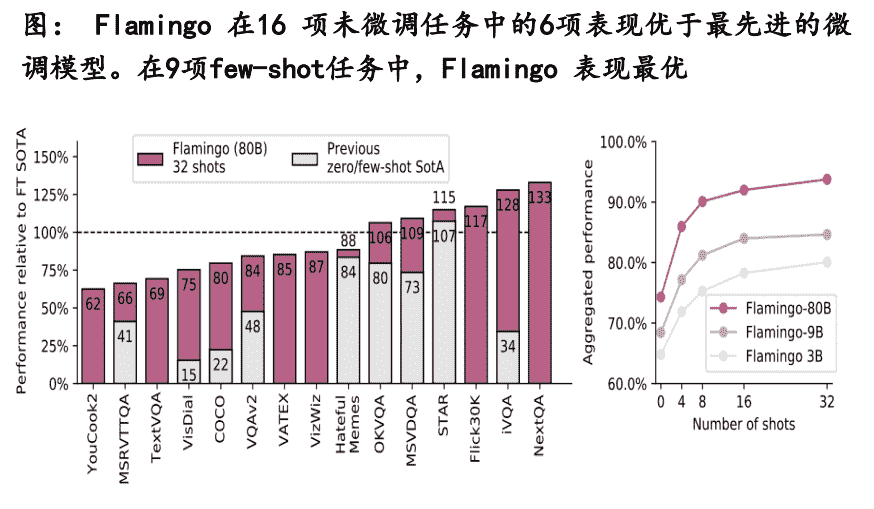 图： Flamingo 在16 项未微调任务中的6项表现优于最先进的微
调模型。在9项few-shot任务中，Flamingo 表现最优
Performance relative to FT SOTA
150%
125%
100%
75%
50%
25%
0%
Flamingo (80B)
32 shots
Previous
zero/few-shot SotA
62
66
41
69
75
15
80
22
84
48
85
87
88
84
106
80
109
73
115
107
117
128
34
133
YouCook2
MSRVTTQA
TextVQA
VisDial
COCO
VQAv2
VATEX
VizWiz
Hateful
Memes
OKVQA
MSVDQA
STAR
Flick30K
iVQA
NextQA
Aggregated performance
100.0%
90.0%
80.0%
70.0%
60.0%
Flamingo-80B
Flamingo-9B
Flamingo 3B
0 4 8 16 32
Number of shots